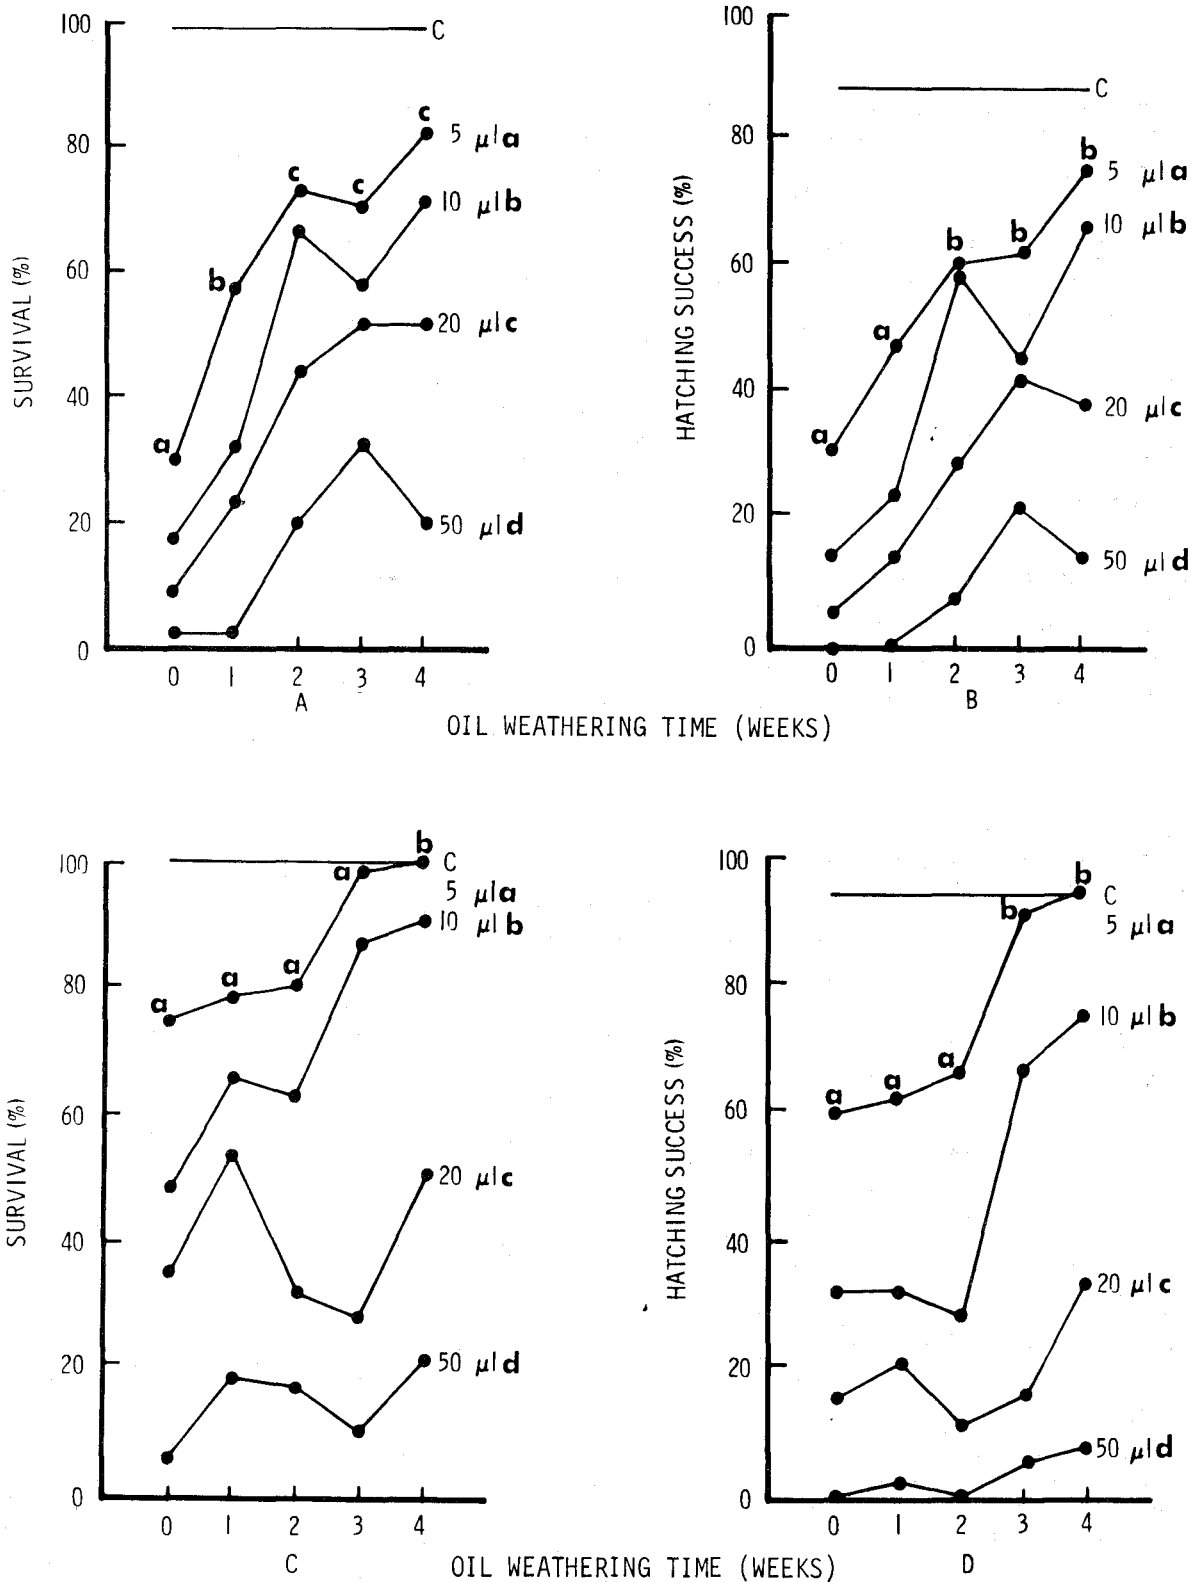 100
C
c
5 μl a
80
c
c
10 μl b
b
60
SURVIVAL (%)
20 μl c
40
a
20
50 μl d
0
0 1 2 3 4
A
100
C
80
b
5 μl a
b
b
10 μl b
60
HATCHING SUCCESS (%)
a
40
20 μl c
a
20
50 μl d
0
0 1 2 3 4
B
OIL WEATHERING TIME (WEEKS)
b
100
C
a
5 μl a
10 μl b
a
a
a
80
60
SURVIVAL (%)
20 μl c
40
20
50 μl d
0
0 1 2 3 4
C
100
b
C
b
5 μl a
80
10 μl b
a
a
a
60
HATCHING SUCCESS (%)
40
20 μl c
20
50 μl d
0
0 1 2 3 4
D
OIL WEATHERING TIME (WEEKS)